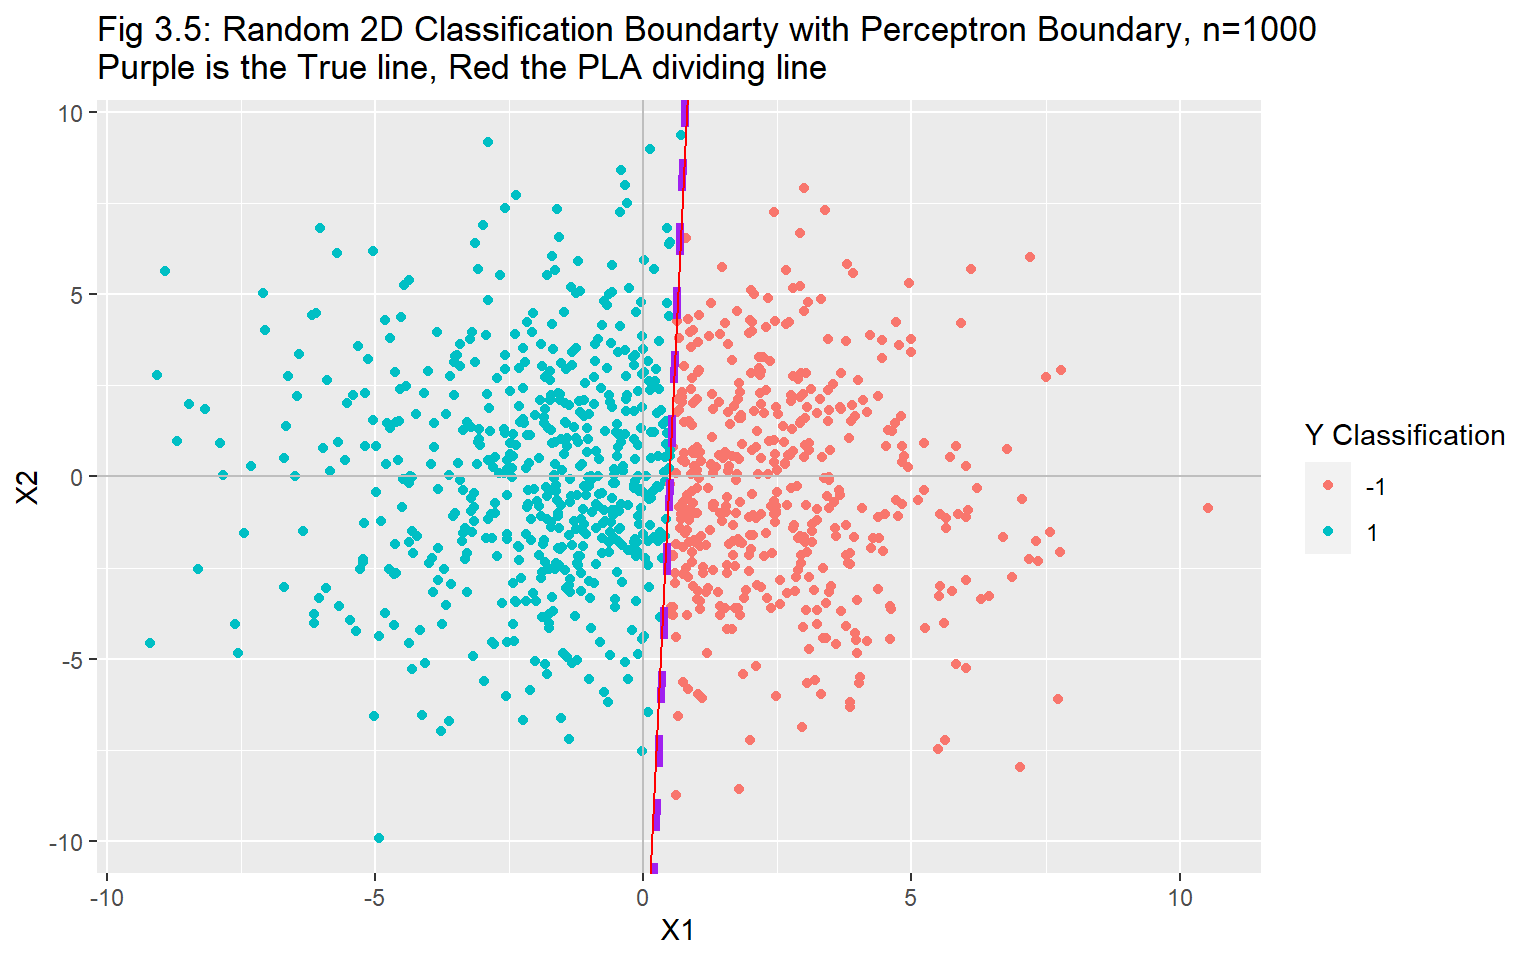 Fig 3.5: Random 2D Classification Boundarty with Perceptron Boundary, n=1000
Purple is the True line, Red the PLA dividing line
10
5
0
-5
-10
X2
-10
-5
0
5
10
X1
Y Classification
-1
1